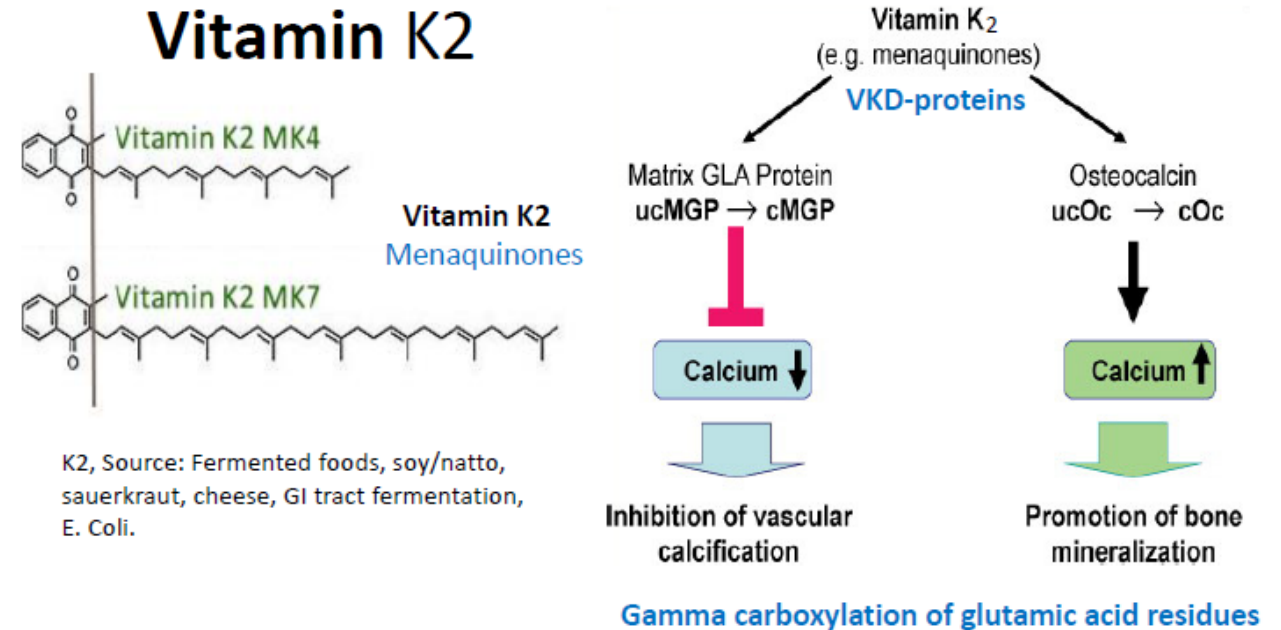 Vitamin K2
O
Vitamin K2 MK4
O
Vitamin K2
Menaquinones
O
Vitamin K2 MK7
O
K2, Source: Fermented foods, soy/natto,
sauerkraut, cheese, GI tract fermentation,
E. Coli.
Vitamin K2
(e.g. menaquinones)
VKD-proteins
Matrix GLA Protein
ucMGP → cMGP
Osteocalcin
ucOc → cOc
Calcium ↓
Calcium ↑
Inhibition of vascular
calcification
Promotion of bone
mineralization
Gamma carboxylation of glutamic acid residues